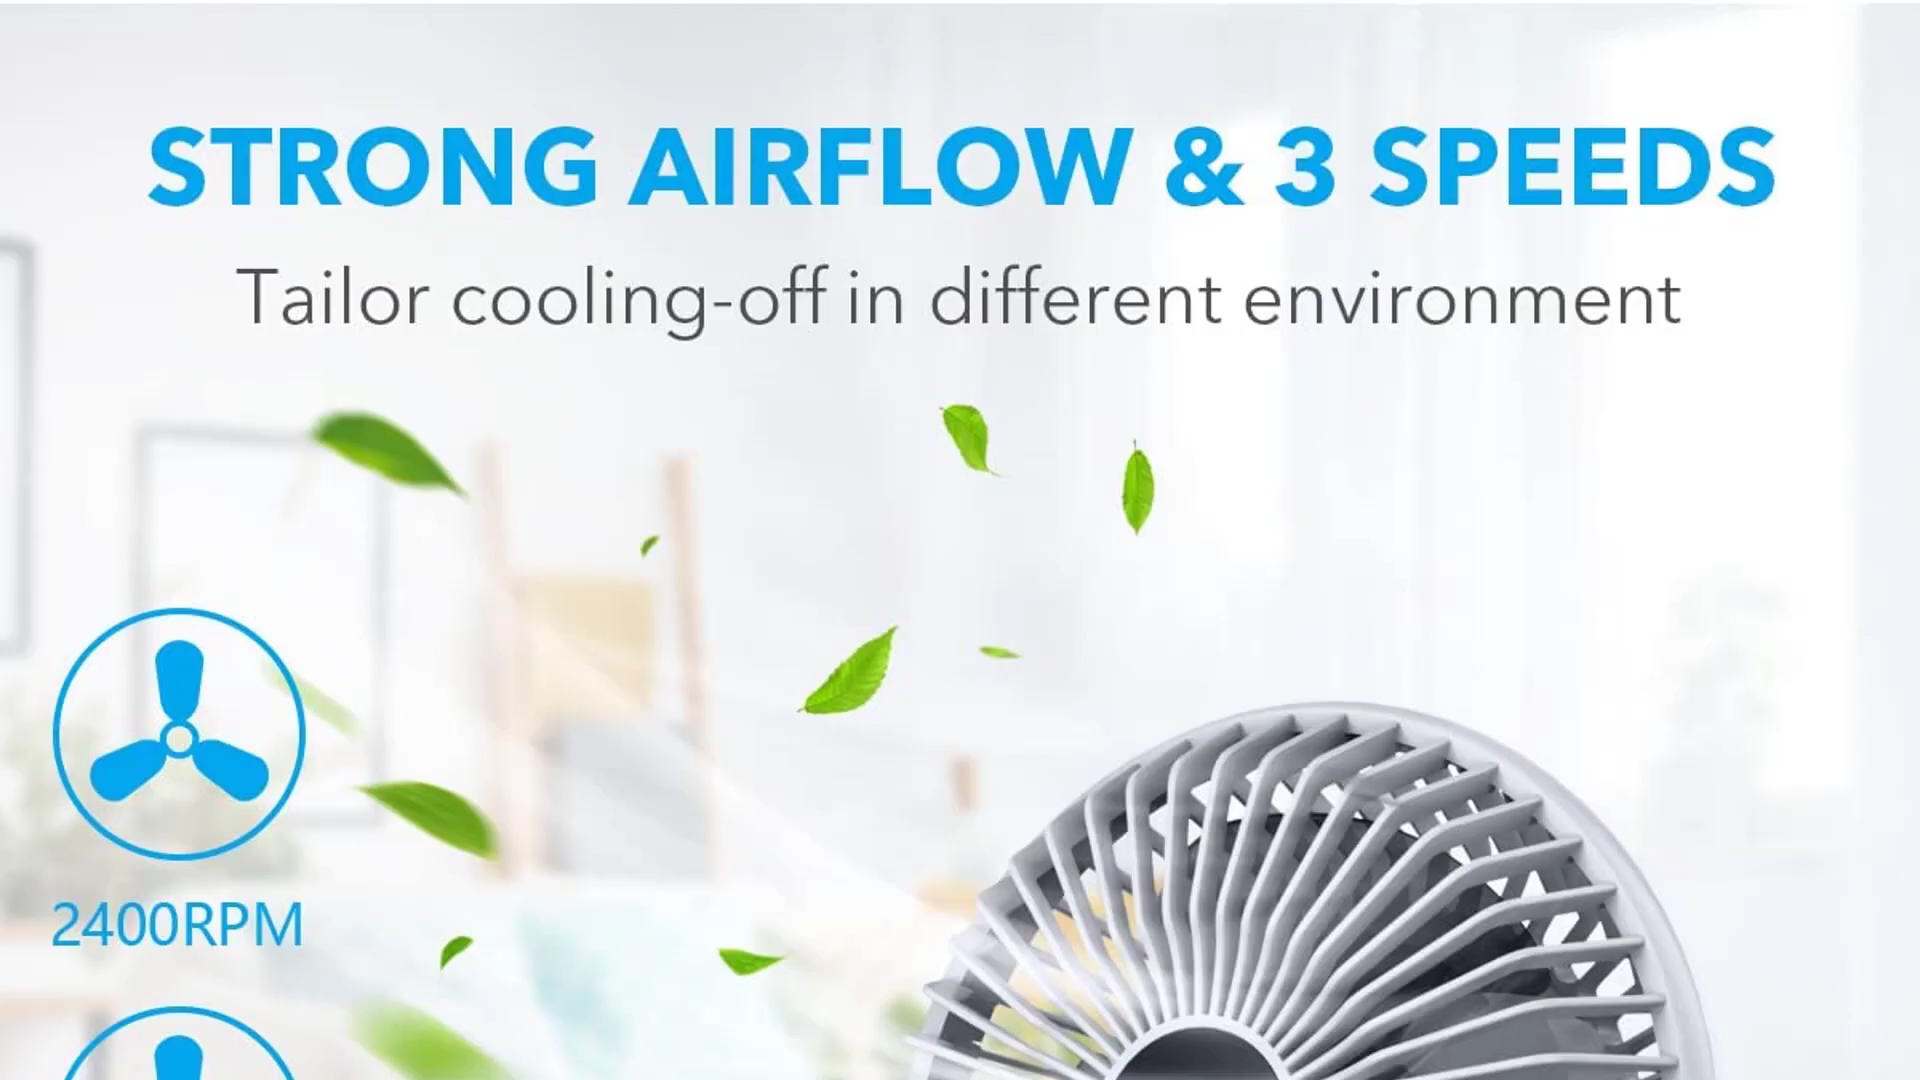 STRONG AIRFLOW & 3 SPEEDS
Tailor cooling-off in different environment
2400RPM